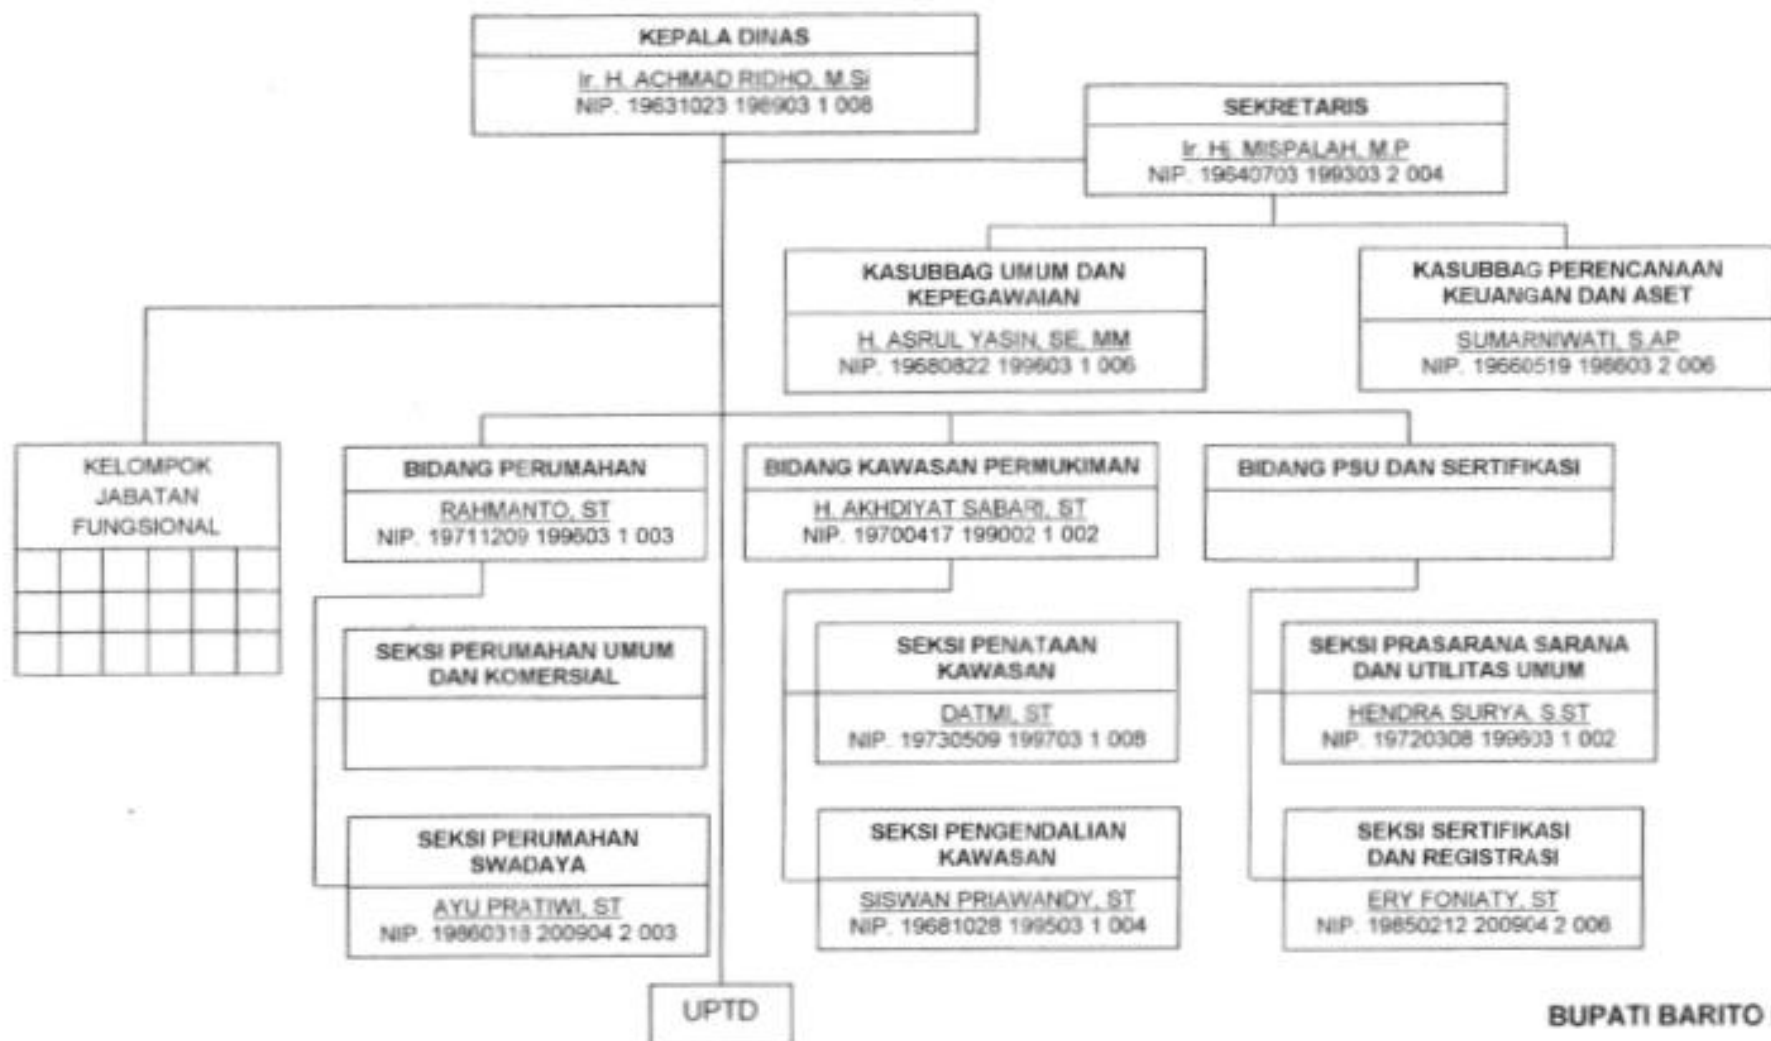 KEPALA DINAS
Ir. H. ACHMAD RIDHO, M.Si
NIP. 19631023 198903 1 008
SEKRETARIS
Ir. Hj. MISPALAH, M.P
NIP. 19640703 199303 2 004
KASUBBAG UMUM DAN
KEPEGAWAIAN
H. ASRUL YASIN, SE, MM
NIP. 19680822 199603 1 006
KASUBBAG PERENCANAAN
KEUANGAN DAN ASET
SUMARNIWATI, S.AP
NIP. 19660519 198603 2 006
KELOMPOK
JABATAN
FUNGSIONAL
BIDANG PERUMAHAN
RAHMANTO, ST
NIP. 19711209 199603 1 003
BIDANG KAWASAN PERMUKIMAN
H. AKHDIYAT SABARI, ST
NIP. 19700417 199002 1 002
BIDANG PSU DAN SERTIFIKASI
SEKSI PERUMAHAN UMUM
DAN KOMERSIAL
SEKSI PENATAAN
KAWASAN
DATMI, ST
NIP. 19730509 199703 1 008
SEKSI PRASARANA SARANA
DAN UTILITAS UMUM
HENDRA SURYA, S.ST
NIP. 19720308 199603 1 002
SEKSI PERUMAHAN
SWADAYA
AYU PRATIWI, ST
NIP. 19860318 200904 2 003
SEKSI PENGENDALIAN
KAWASAN
SISWAN PRIAWANDY, ST
NIP. 19681028 199503 1 004
SEKSI SERTIFIKASI
DAN REGISTRASI
ERY FONIATY, ST
NIP. 19850212 200904 2 006
UPTD
BUPATI BARITO